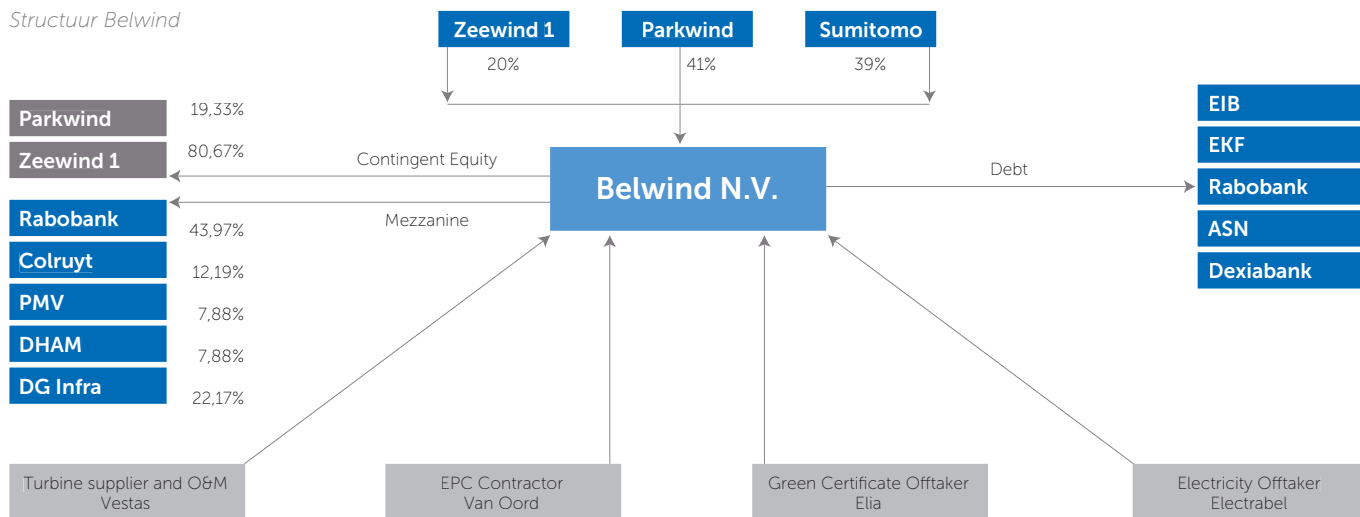 Structuur Belwind
Zeewind 1
Parkwind
Sumitomo
20%
41%
39%
Parkwind
19,33%
Zeewind 1
80,67%
Contingent Equity
Mezzanine
Belwind N.V.
Debt
EIB
EKF
Rabobank
ASN
Dexiabank
Rabobank
43,97%
Colruyt
12,19%
PMV
7,88%
DHAM
7,88%
DG Infra
22,17%
Turbine supplier and O&M
Vestas
EPC Contractor
Van Oord
Green Certificate Offtaker
Elia
Electricity Offtaker
Electrabel